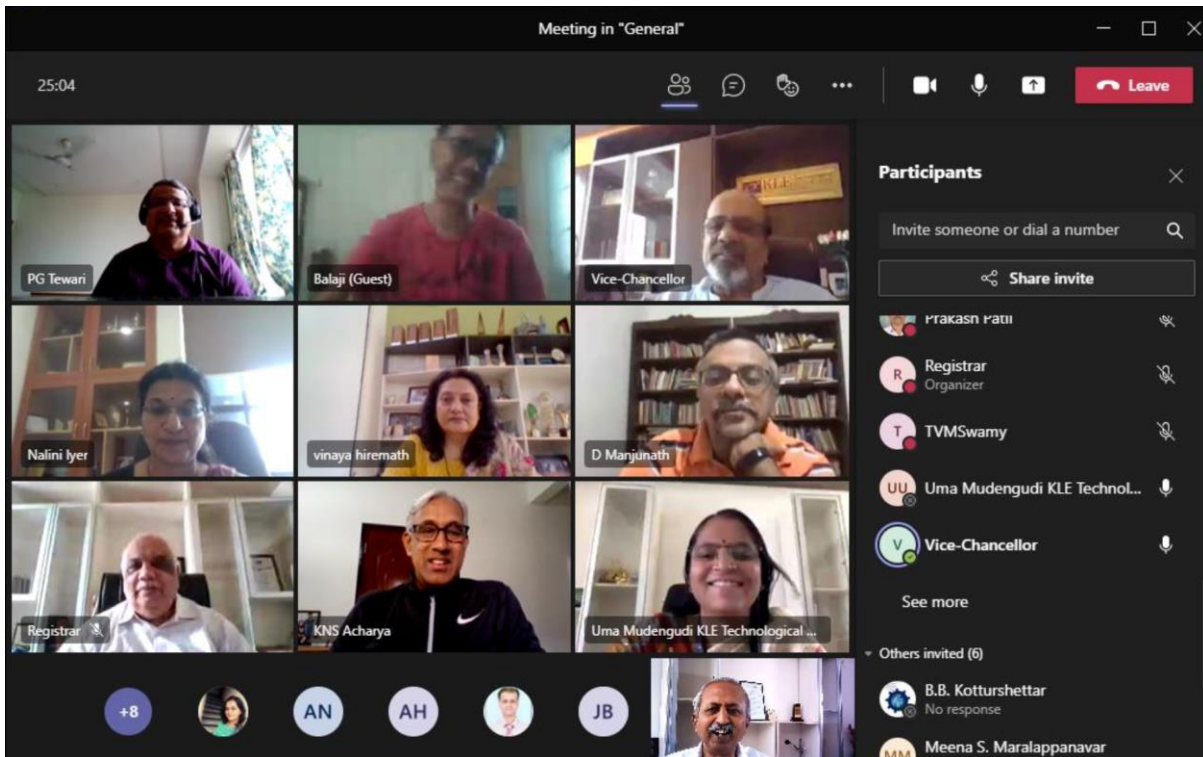 Meeting in "General"
25:04
Leave
PG Tewari
Balaji (Guest)
KLE
Vice-Chancellor
Nalini Iyer
vinaya hiremath
D Manjunath
Registrar
KNS Acharya
Uma Mudengudi KLE Technological ...
+8
AN
AH
JB
Participants
Invite someone or dial a number
Share invite
Prakash Patil
R
Registrar
Organizer
T
TVMSwamy
UU
Uma Mudengudi KLE Technol...
V
Vice-Chancellor
See more
Others invited (6)
B.B. Kotturshettar
No response
MM
Meena S. Maralappanavar